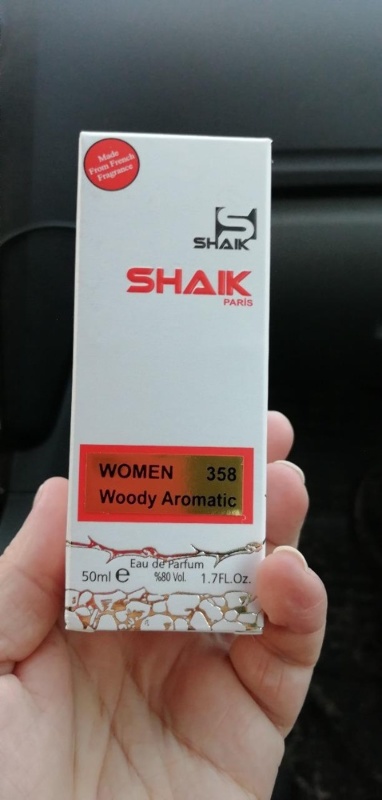 Made
From French
Fragrance
S
SHAIK
SHAIK
PARİS
WOMEN 358
Woody Aromatic
Eau de Parfum
50ml e %80 Vol. 1.7FL.Oz.